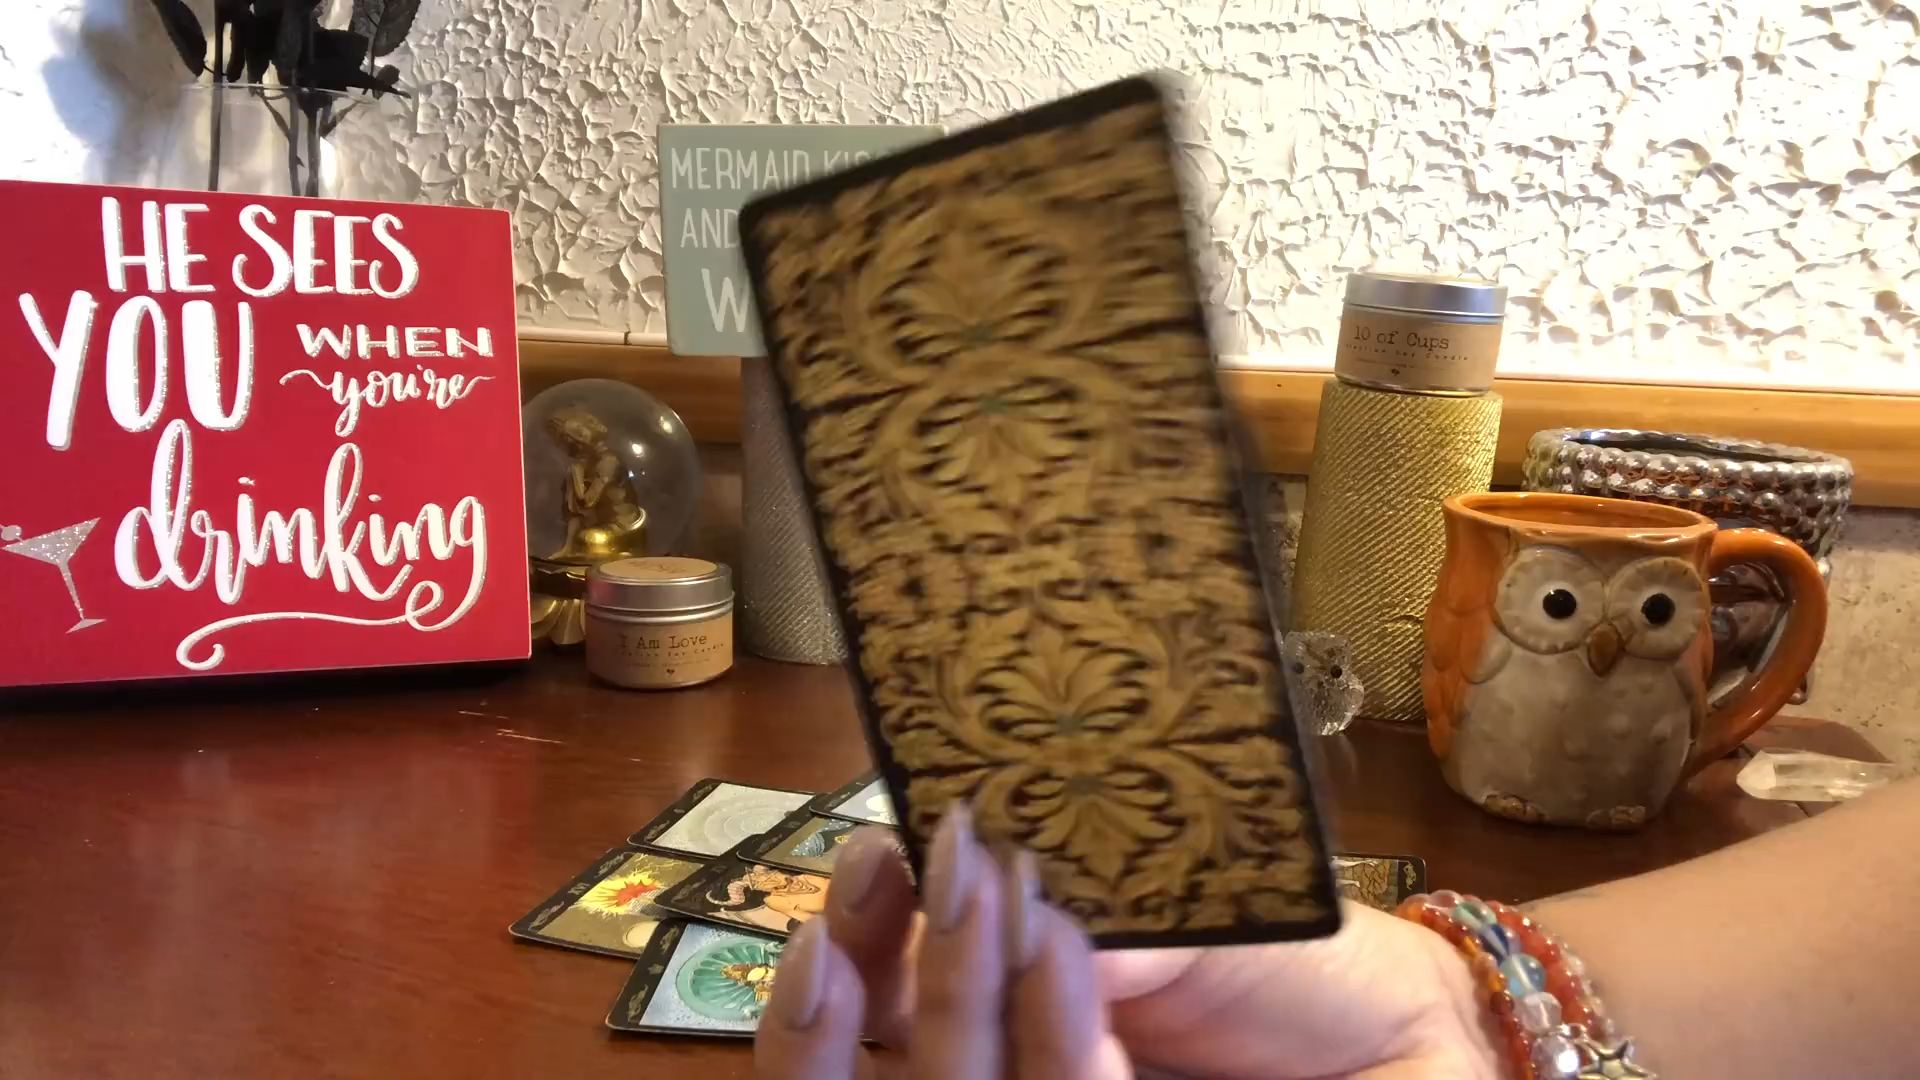 HE SEES
YOU WHEN
you're
drinking
MERMAID
AND
W
10 of Cups
I Am Love